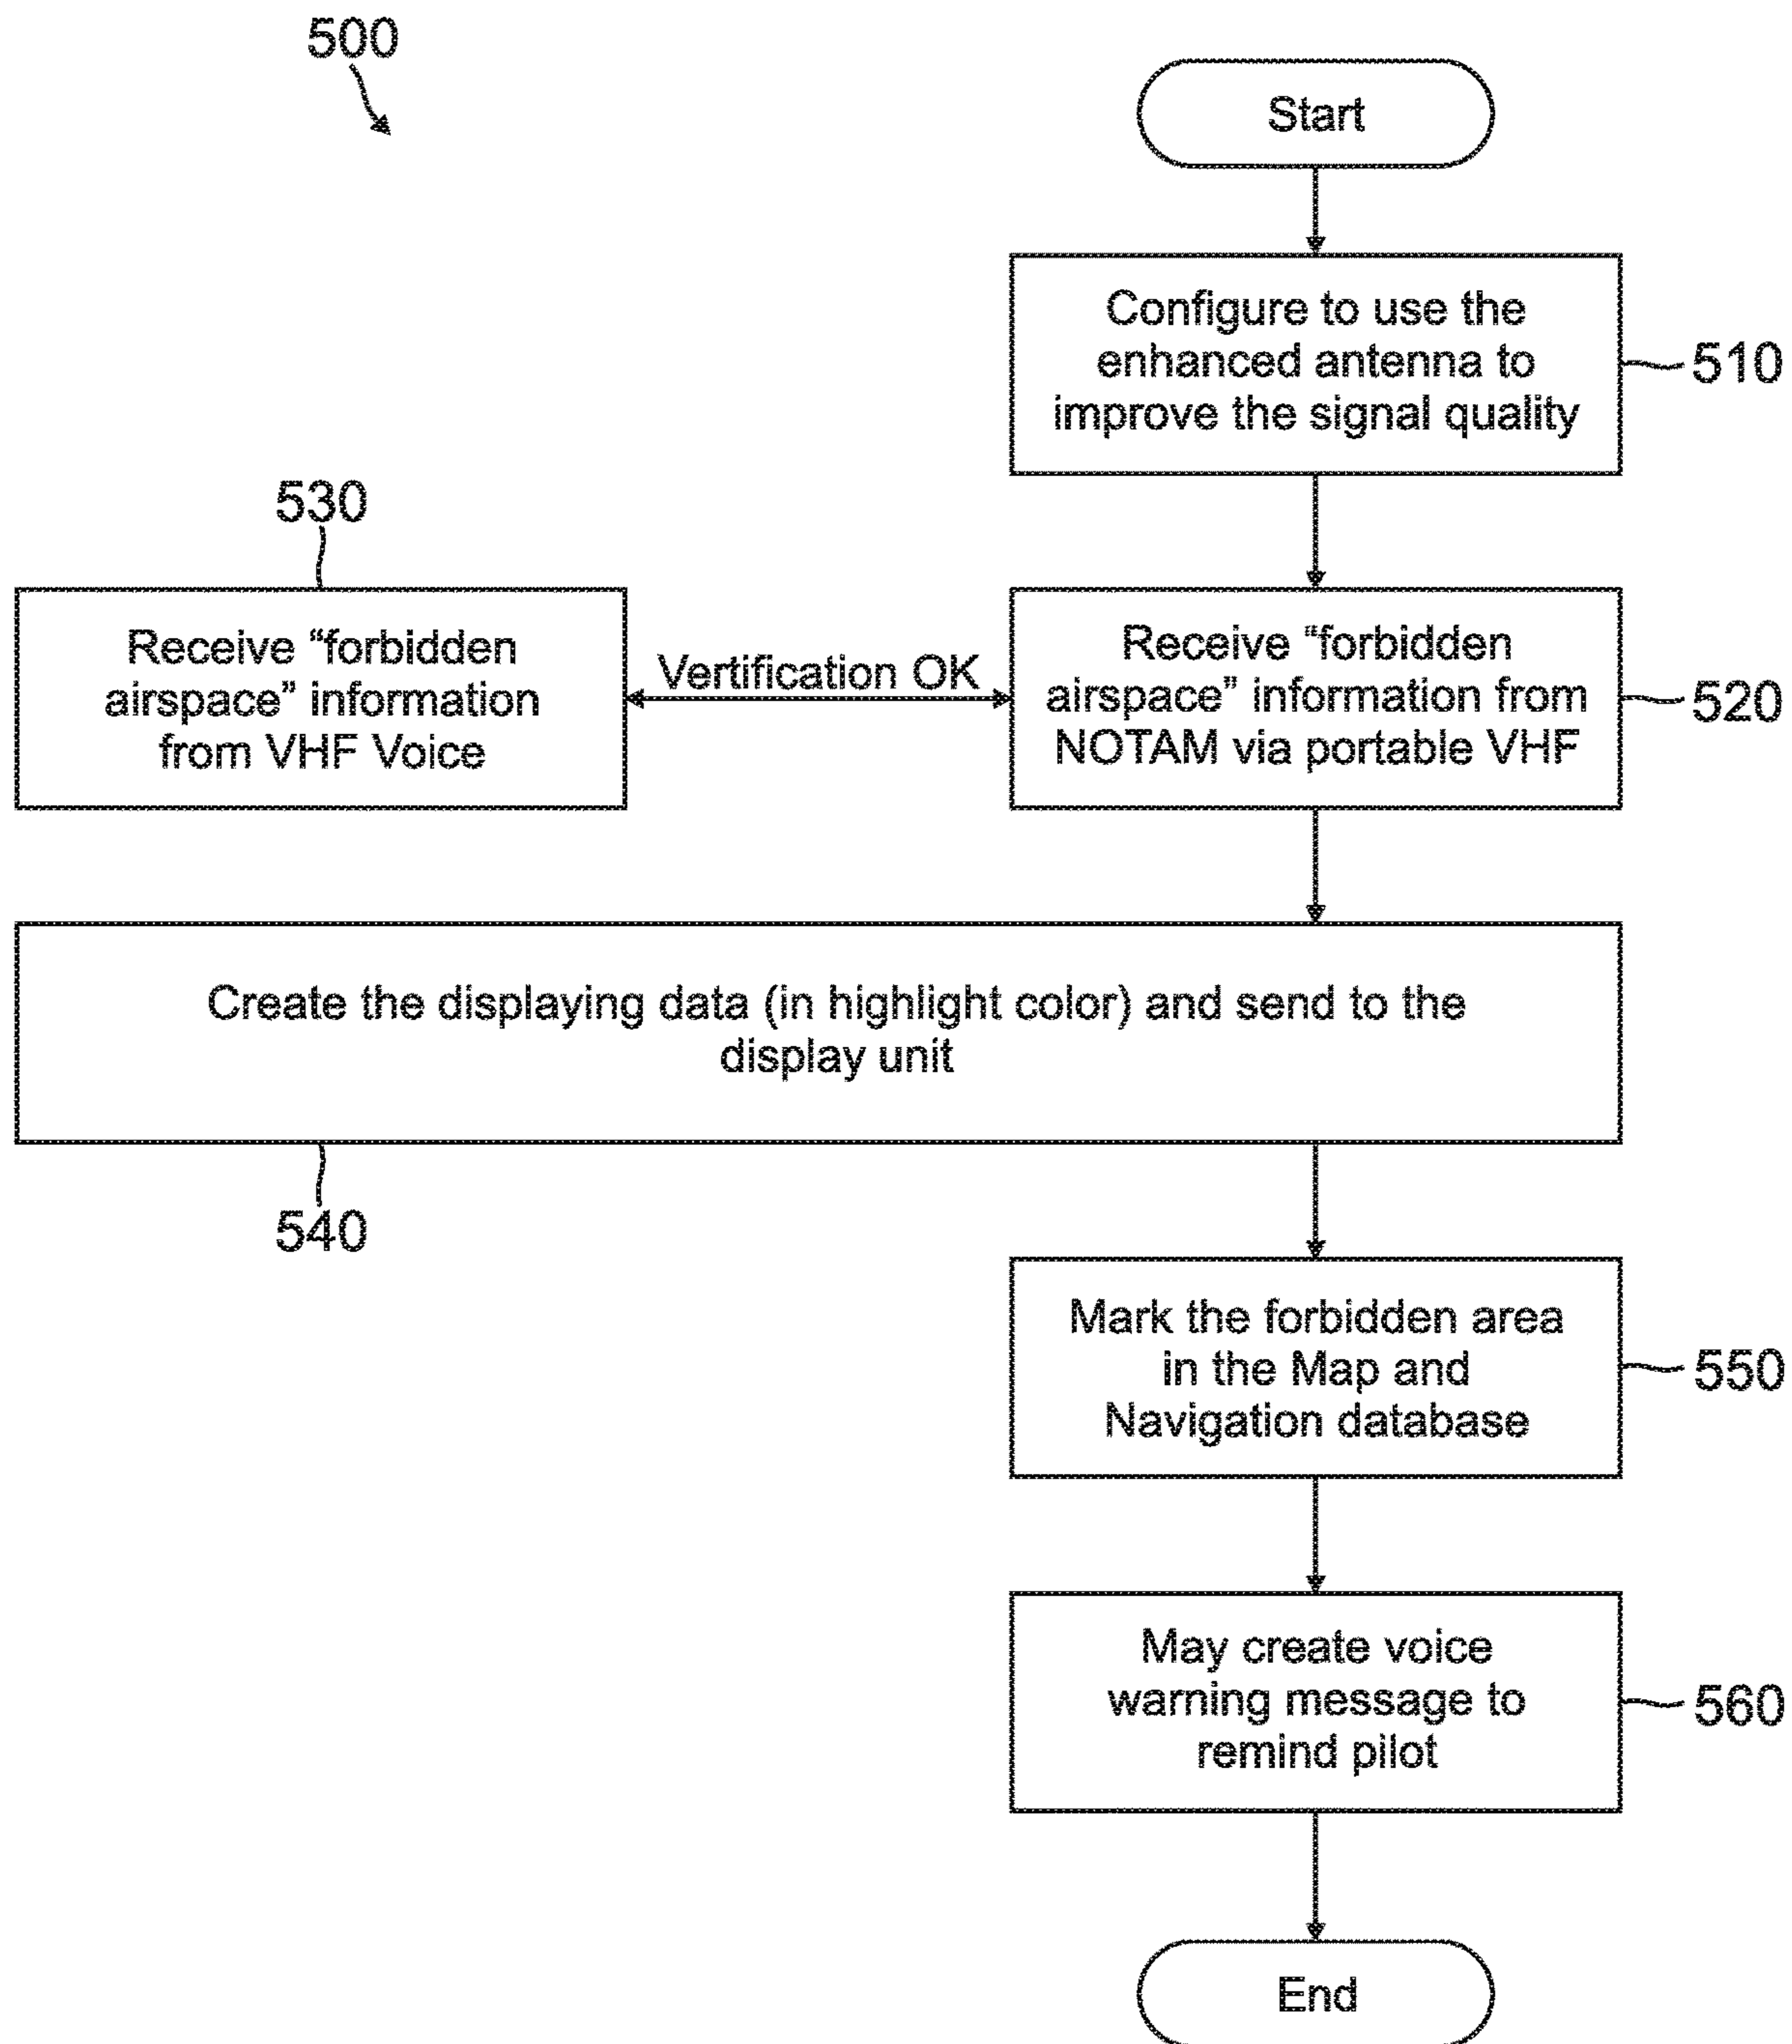 500
Start
Configure to use the
enhanced antenna to
improve the signal quality
510
530
Receive “forbidden
airspace” information
from VHF Voice
Vertification OK
Receive “forbidden
airspace” information from
NOTAM via portable VHF
520
Create the displaying data (in highlight color) and send to the
display unit
540
Mark the forbidden area
in the Map and
Navigation database
550
May create voice
warning message to
remind pilot
560
End